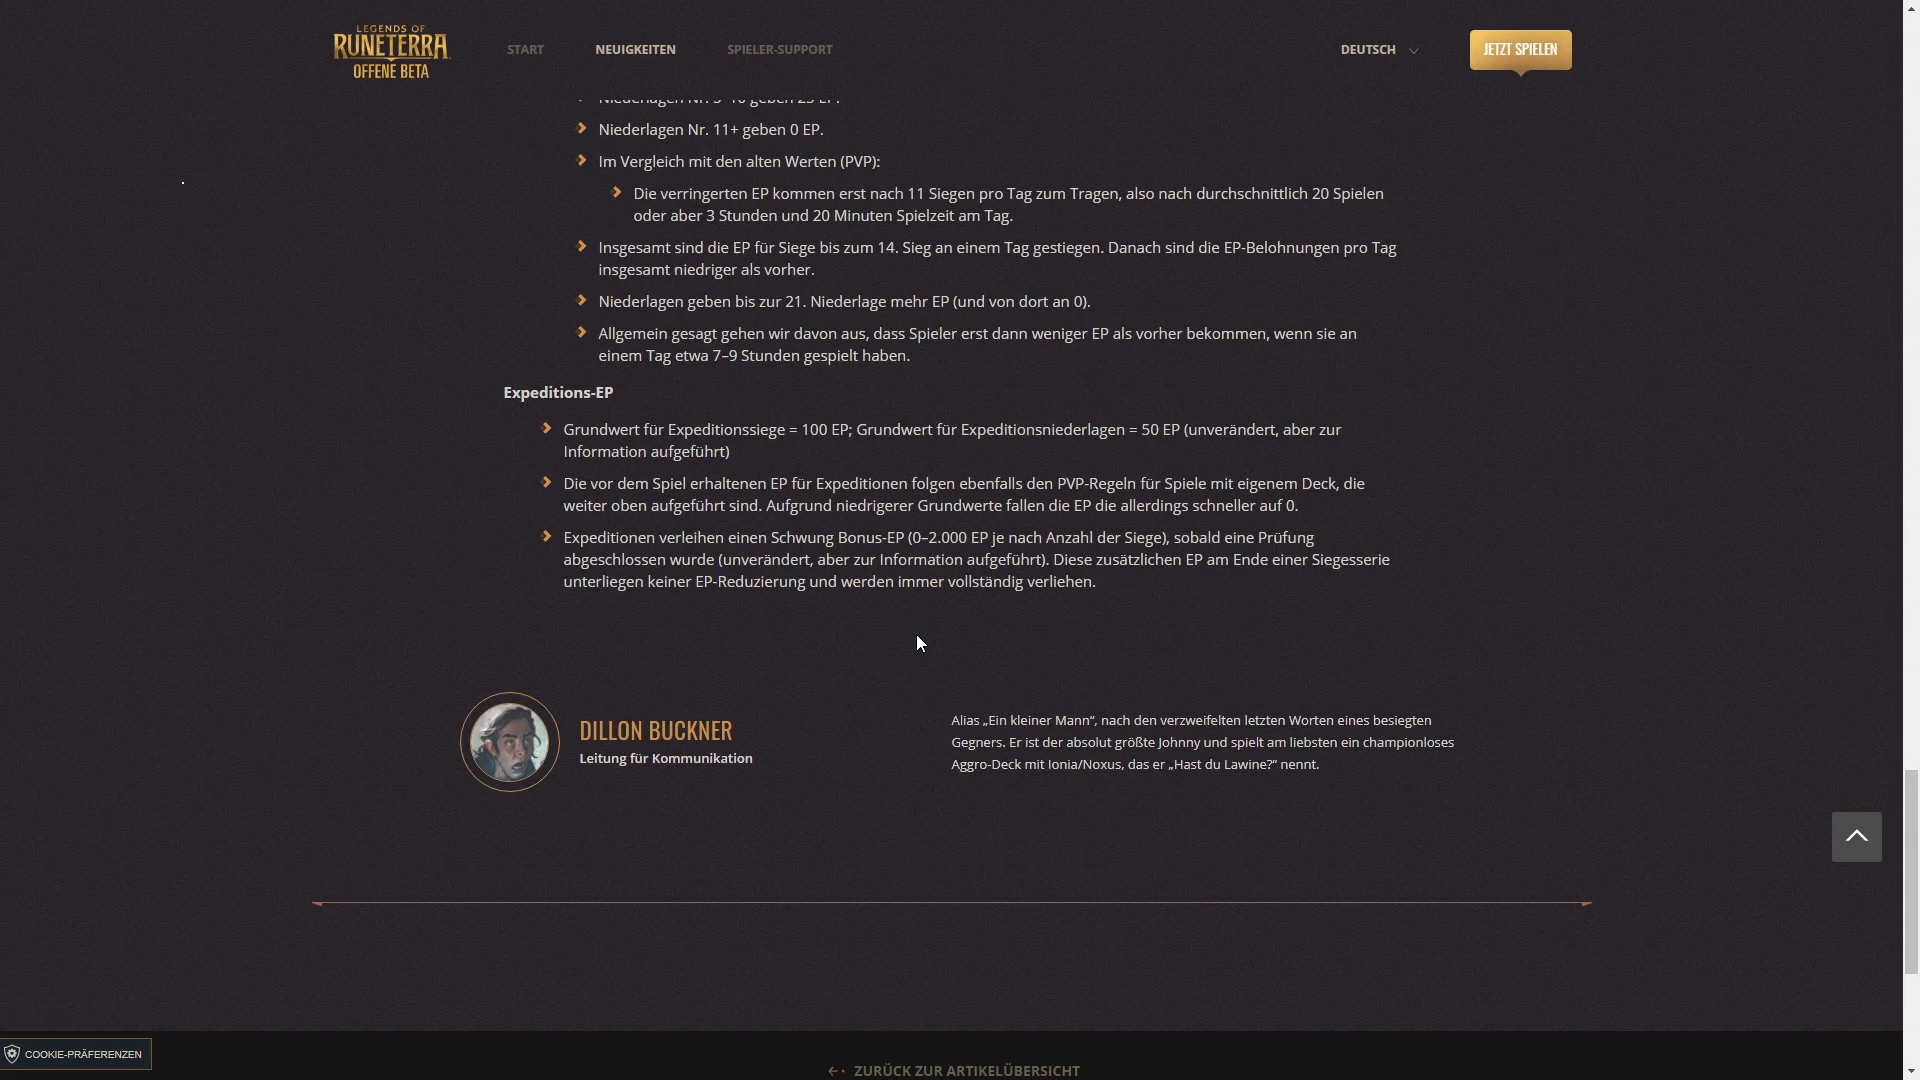 LEGENDS OF
RUNETERRA
OFFENE BETA
START
NEUIGKEITEN
SPIELER-SUPPORT
DEUTSCH
JETZT SPIELEN
Niederlagen Nr. 11+ geben 0 EP.
Im Vergleich mit den alten Werten (PVP):
Die verringerten EP kommen erst nach 11 Siegen pro Tag zum Tragen, also nach durchschnittlich 20 Spielen
oder aber 3 Stunden und 20 Minuten Spielzeit am Tag.
Insgesamt sind die EP für Siege bis zum 14. Sieg an einem Tag gestiegen. Danach sind die EP-Belohnungen pro Tag
insgesamt niedriger als vorher.
Niederlagen geben bis zur 21. Niederlage mehr EP (und von dort an 0).
Allgemein gesagt gehen wir davon aus, dass Spieler erst dann weniger EP als vorher bekommen, wenn sie an
einem Tag etwa 7–9 Stunden gespielt haben.
Expeditions-EP
Grundwert für Expeditionssiege = 100 EP; Grundwert für Expeditionsniederlagen = 50 EP (unverändert, aber zur
Information aufgeführt)
Die vor dem Spiel erhaltenen EP für Expeditionen folgen ebenfalls den PVP-Regeln für Spiele mit eigenem Deck, die
weiter oben aufgeführt sind. Aufgrund niedrigerer Grundwerte fallen die EP die allerdings schneller auf 0.
Expeditionen verleihen einen Schwung Bonus-EP (0–2.000 EP je nach Anzahl der Siege), sobald eine Prüfung
abgeschlossen wurde (unverändert, aber zur Information aufgeführt). Diese zusätzlichen EP am Ende einer Siegesserie
unterliegen keiner EP-Reduzierung und werden immer vollständig verliehen.
DILLON BUCKNER
Leitung für Kommunikation
Alias „Ein kleiner Mann“, nach den verzweifelten letzten Worten eines besiegten
Gegners. Er ist der absolut größte Johnny und spielt am liebsten ein championloses
Aggro-Deck mit Ionia/Noxus, das er „Hast du Lawine?“ nennt.
COOKIE-PRÄFERENZEN
ZURÜCK ZUR ARTIKELÜBERSICHT